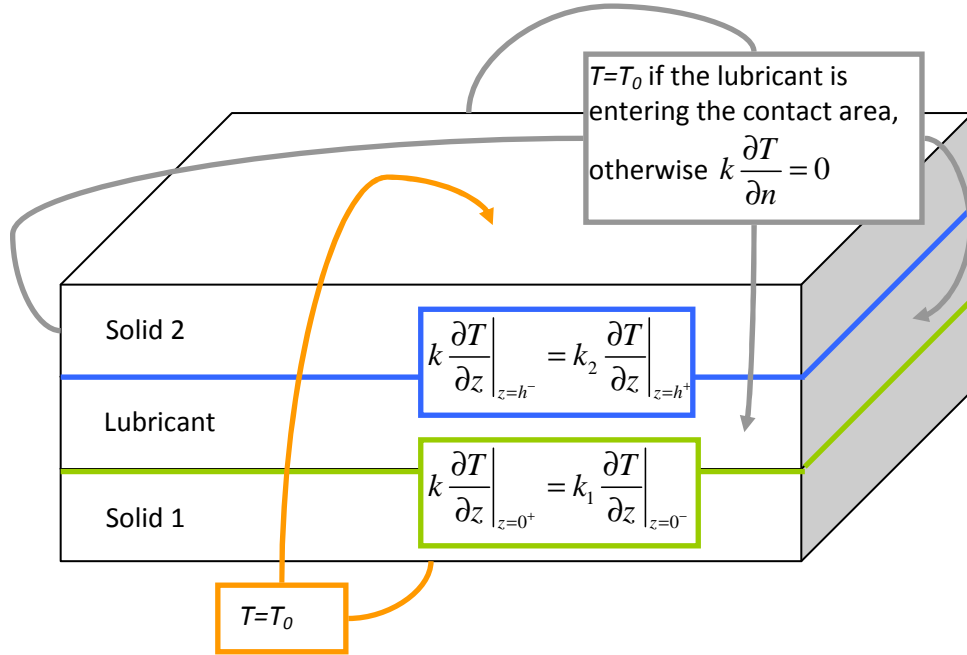 T=T₀ if the lubricant is
entering the contact area,
otherwise k ∂T/∂n = 0
Solid 2
k ∂T/∂z|z=h⁻ = k₂ ∂T/∂z|z=h⁺
Lubricant
k ∂T/∂z|z=0⁺ = k₁ ∂T/∂z|z=0⁻
Solid 1
T=T₀